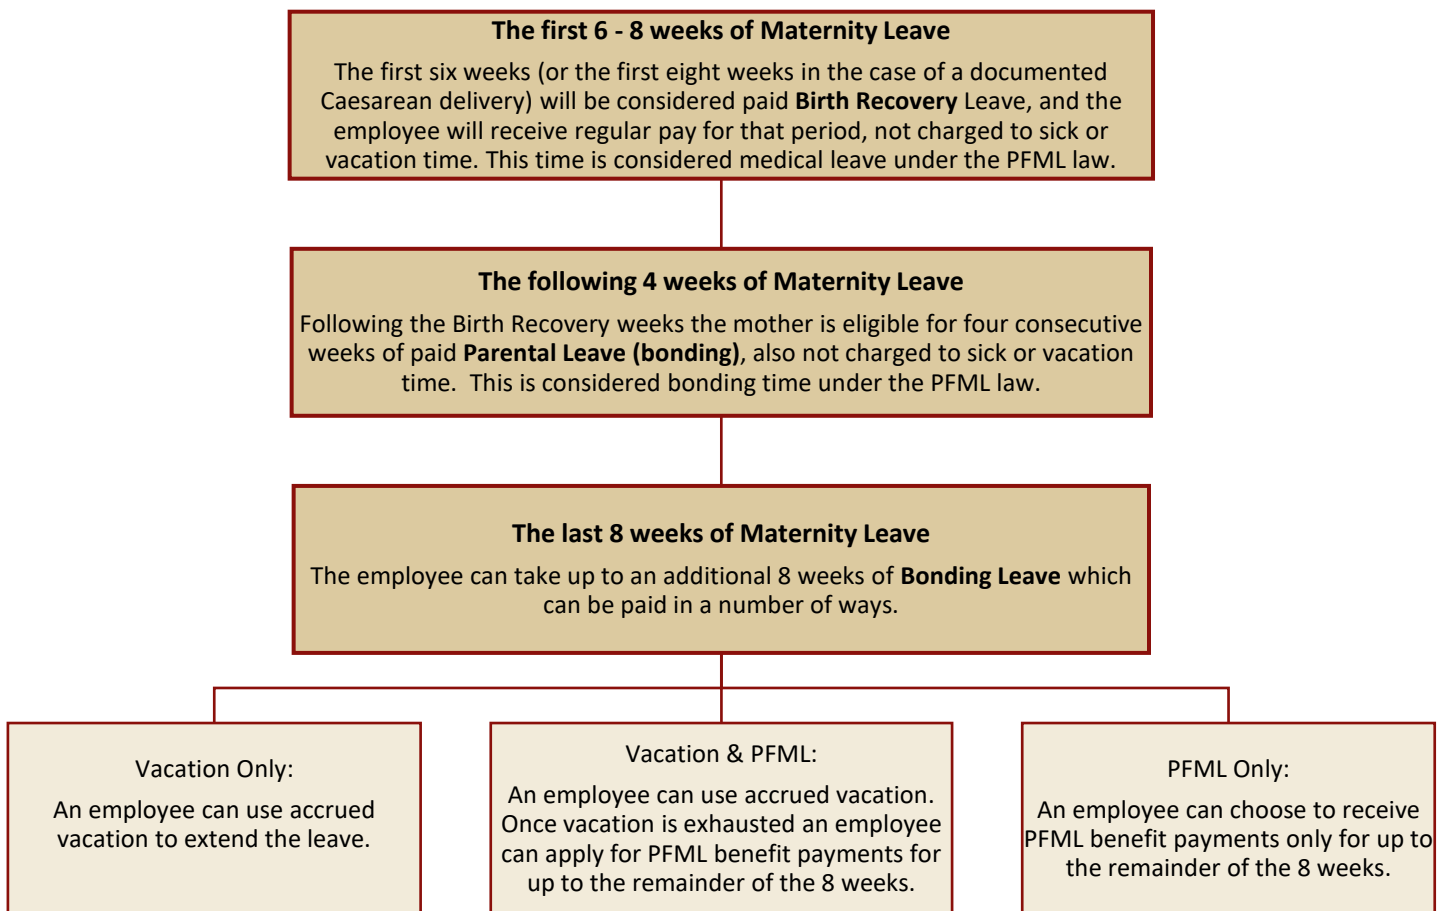 The first 6 - 8 weeks of Maternity Leave
The first six weeks (or the first eight weeks in the case of a documented
Caesarean delivery) will be considered paid Birth Recovery Leave, and the
employee will receive regular pay for that period, not charged to sick or
vacation time. This time is considered medical leave under the PFML law.
The following 4 weeks of Maternity Leave
Following the Birth Recovery weeks the mother is eligible for four consecutive
weeks of paid Parental Leave (bonding), also not charged to sick or vacation
time. This is considered bonding time under the PFML law.
The last 8 weeks of Maternity Leave
The employee can take up to an additional 8 weeks of Bonding Leave which
can be paid in a number of ways.
Vacation Only:
An employee can use accrued
vacation to extend the leave.
Vacation & PFML:
An employee can use accrued vacation.
Once vacation is exhausted an employee
can apply for PFML benefit payments for
up to the remainder of the 8 weeks.
PFML Only:
An employee can choose to receive
PFML benefit payments only for up to
the remainder of the 8 weeks.